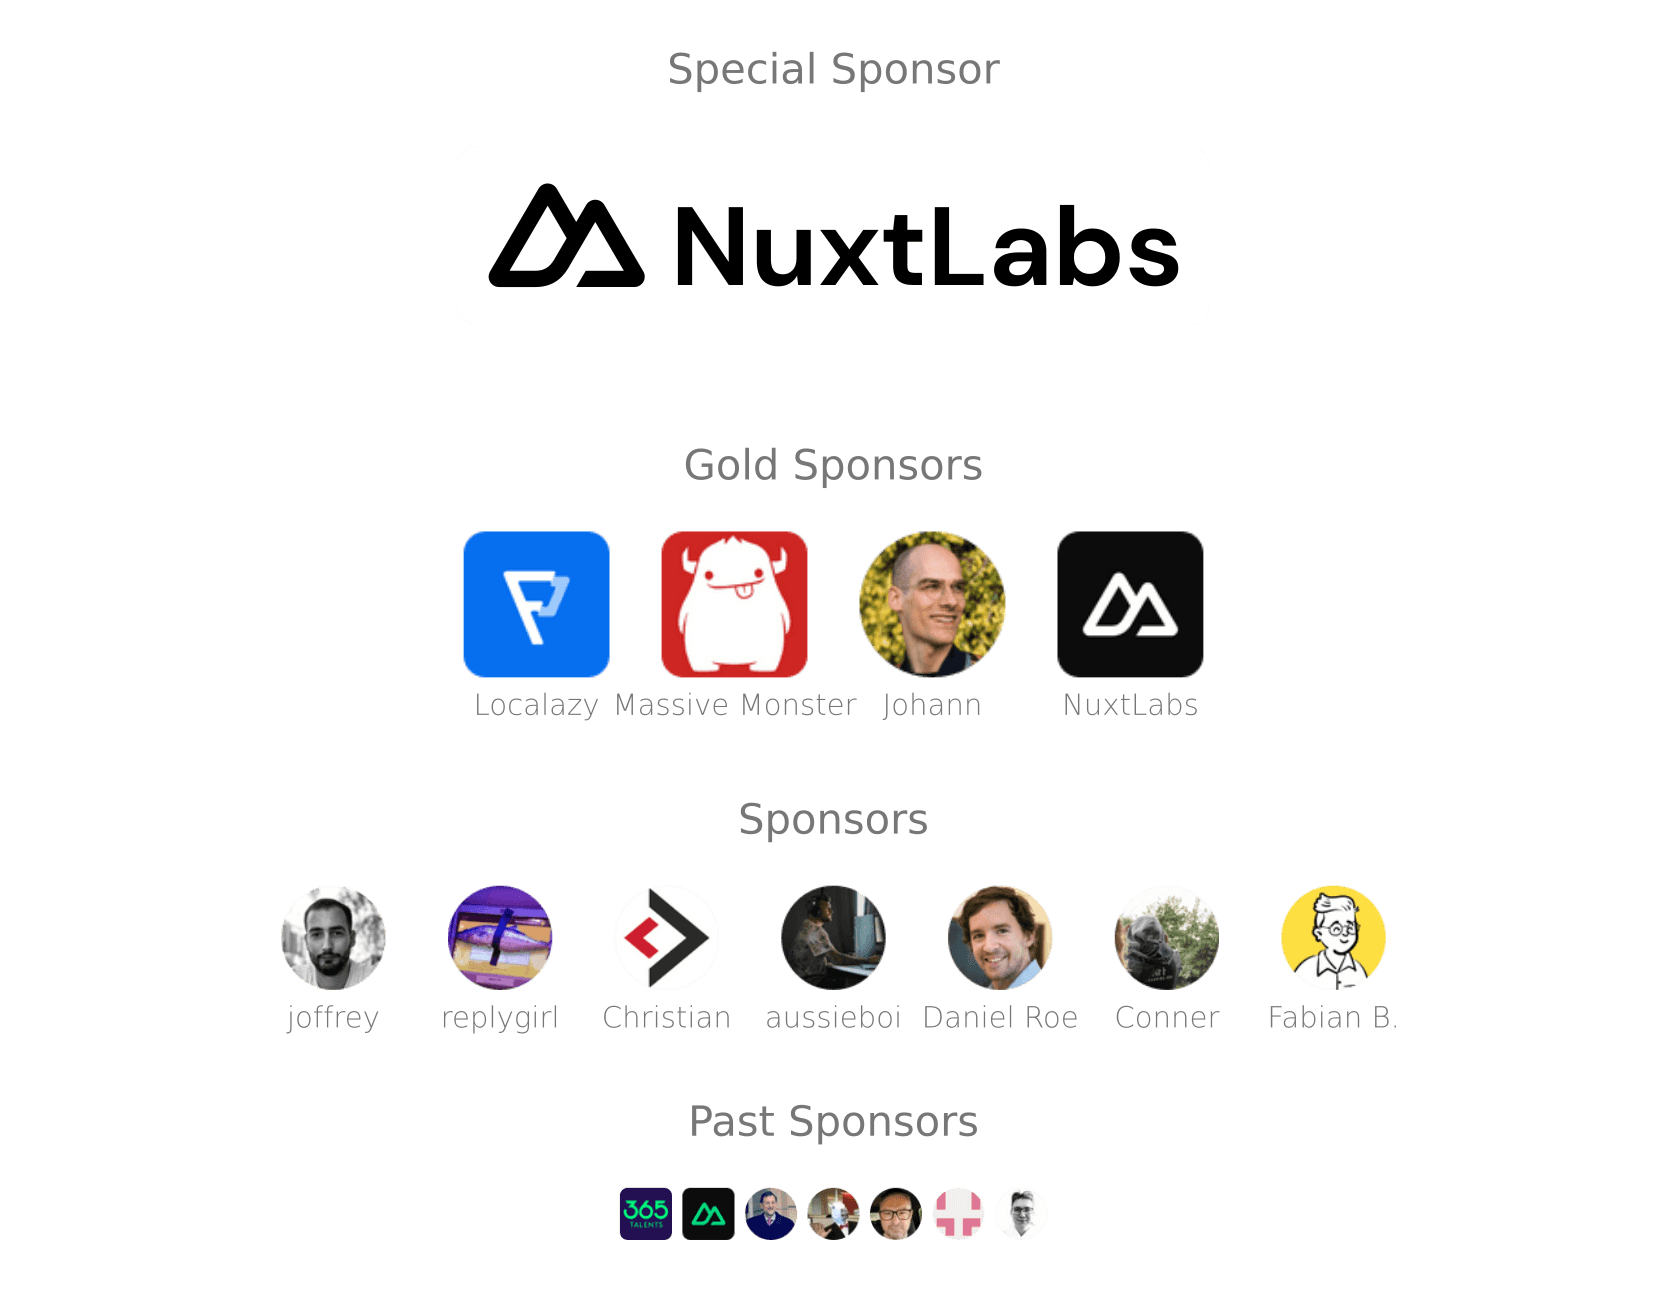 Special Sponsor
NuxtLabs
Gold Sponsors
Localazy Massive Monster Johann NuxtLabs
Sponsors
joffrey replygirl Christian aussieboi Daniel Roe Conner Fabian B.
Past Sponsors
365
TALENTS